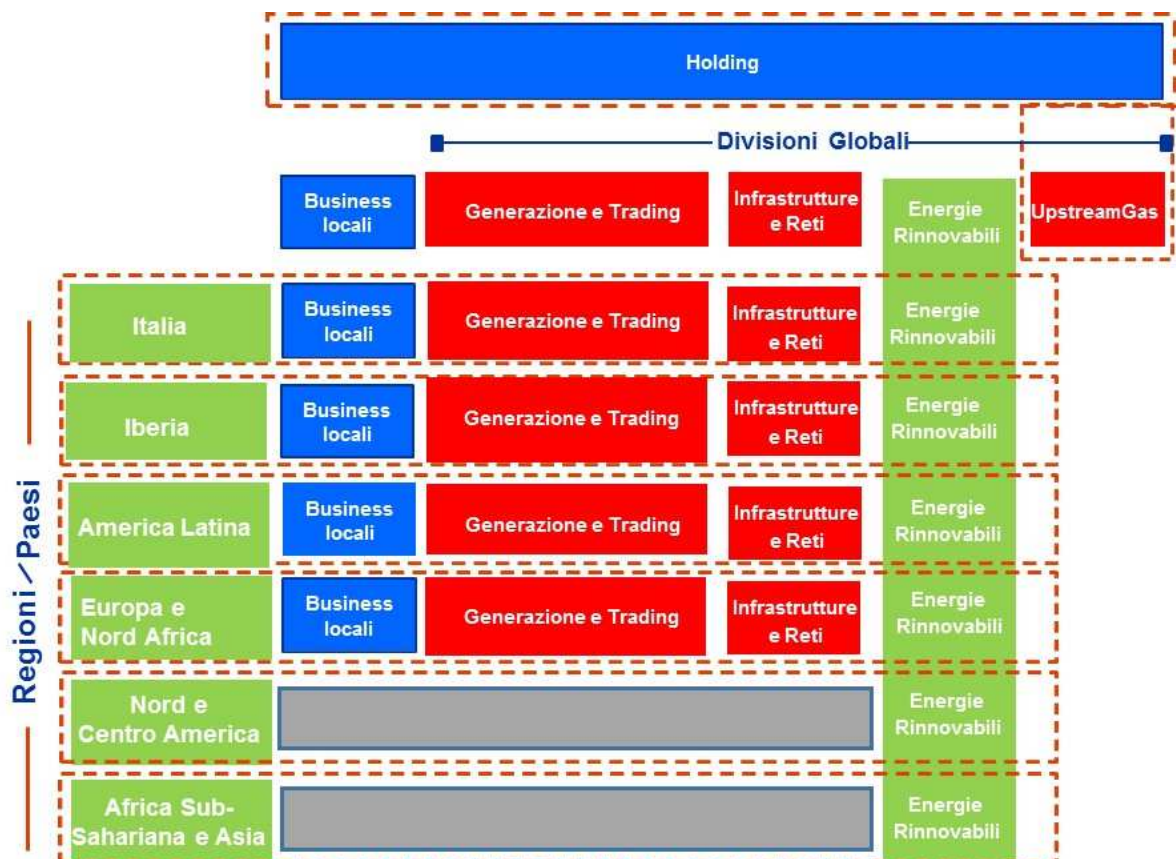 Holding
Divisioni Globali
Business
locali
Generazione e Trading
Infrastrutture
e Reti
Energie
Rinnovabili
UpstreamGas
Regioni / Paesi
Italia
Business
locali
Generazione e Trading
Infrastrutture
e Reti
Energie
Rinnovabili
Iberia
Business
locali
Generazione e Trading
Infrastrutture
e Reti
Energie
Rinnovabili
America Latina
Business
locali
Generazione e Trading
Infrastrutture
e Reti
Energie
Rinnovabili
Europa e
Nord Africa
Business
locali
Generazione e Trading
Infrastrutture
e Reti
Energie
Rinnovabili
Nord e
Centro America
Energie
Rinnovabili
Africa Sub-
Sahariana e Asia
Energie
Rinnovabili